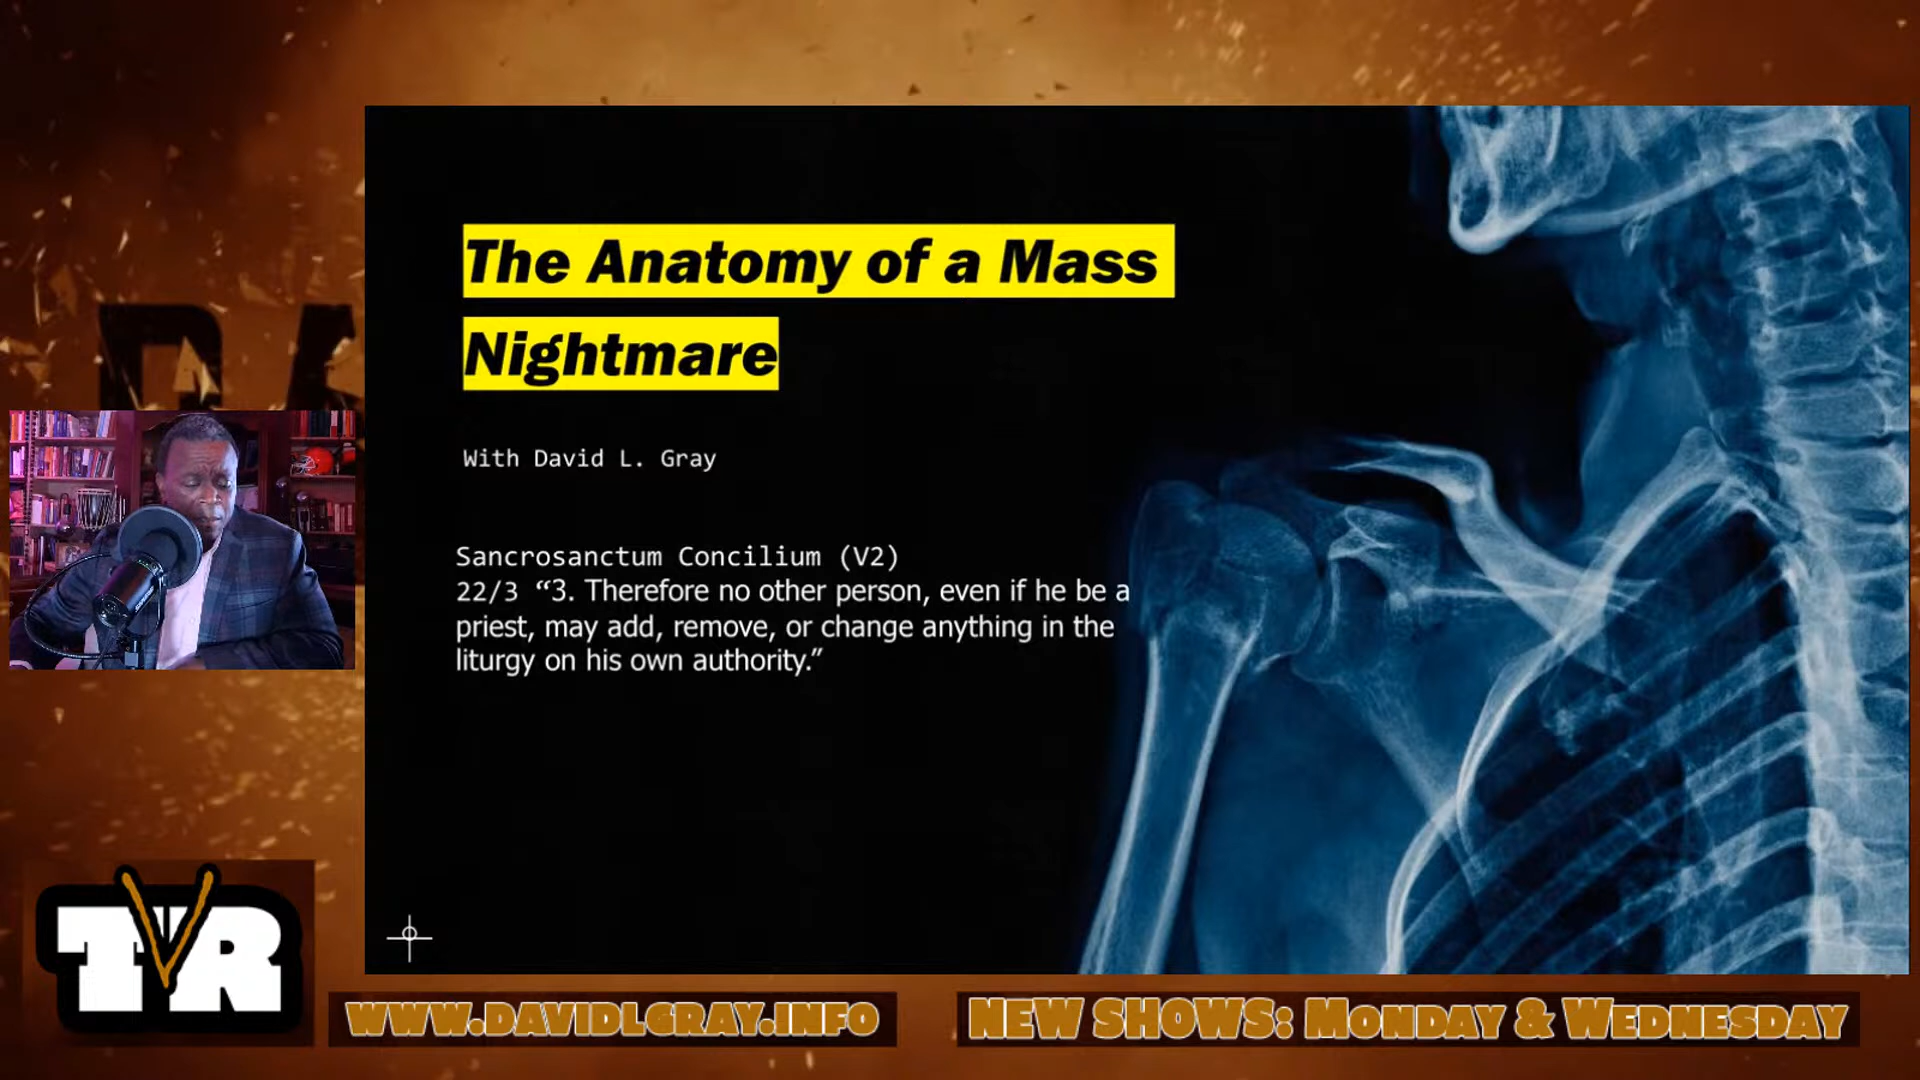 The Anatomy of a Mass
Nightmare
With David L. Gray
Sancrosanctum Concilium (V2)
22/3 “3. Therefore no other person, even if he be a
priest, may add, remove, or change anything in the
liturgy on his own authority.”
TVR
WWW.DAVIDLGRAY.INFO
NEW SHOWS: MONDAY & WEDNESDAY